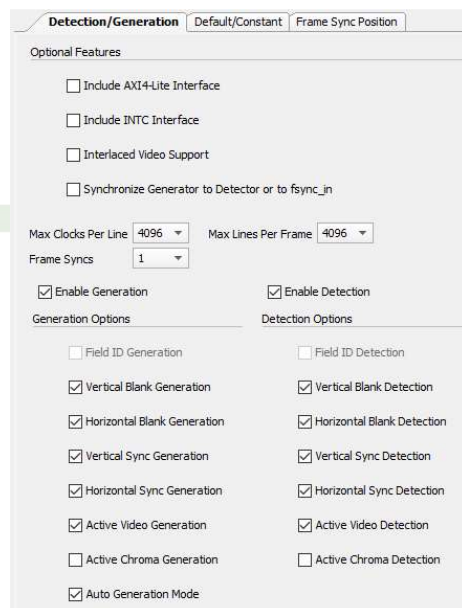 Detection/Generation Default/Constant Frame Sync Position
Optional Features
Include AXI4-Lite Interface
Include INTC Interface
Interlaced Video Support
Synchronize Generator to Detector or to fsync_in
Max Clocks Per Line 4096 Max Lines Per Frame 4096
Frame Syncs 1
Enable Generation Enable Detection
Generation Options Detection Options
Field ID Generation Field ID Detection
Vertical Blank Generation Vertical Blank Detection
Horizontal Blank Generation Horizontal Blank Detection
Vertical Sync Generation Vertical Sync Detection
Horizontal Sync Generation Horizontal Sync Detection
Active Video Generation Active Video Detection
Active Chroma Generation Active Chroma Detection
Auto Generation Mode